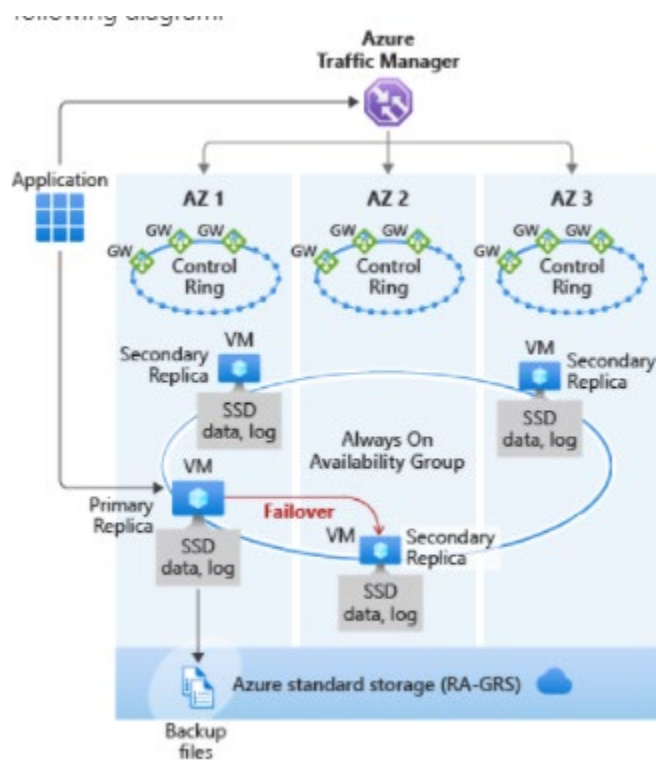 following diagram:
Azure
Traffic Manager
Application
AZ 1
AZ 2
AZ 3
GW GW GW
Control
Ring
GW GW GW
Control
Ring
GW GW GW
Control
Ring
VM
Secondary
Replica
SSD
data, log
VM
Secondary
Replica
SSD
data, log
Always On
Availability Group
VM
Primary
Replica
SSD
data, log
Failover
VM
Secondary
Replica
SSD
data, log
Azure standard storage (RA-GRS)
Backup
files